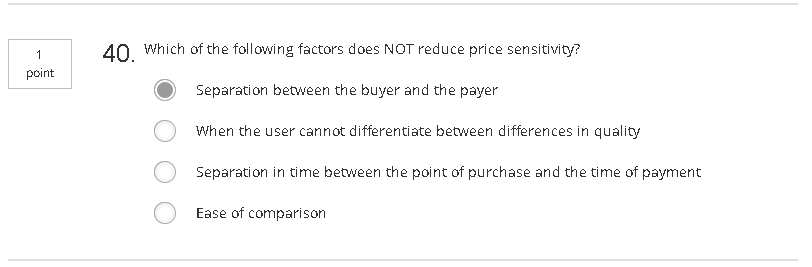 1
point
40. Which of the following factors does NOT reduce price sensitivity?
Separation between the buyer and the payer
When the user cannot differentiate between differences in quality
Separation in time between the point of purchase and the time of payment
Ease of comparison